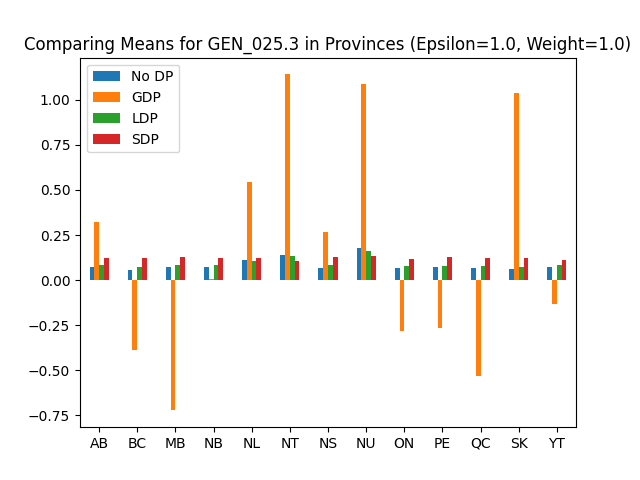 Comparing Means for GEN_025.3 in Provinces (Epsilon=1.0, Weight=1.0)
No DP
GDP
LDP
SDP
1.00
0.75
0.50
0.25
0.00
−0.25
−0.50
−0.75
AB BC MB NB NL NT NS NU ON PE QC SK YT